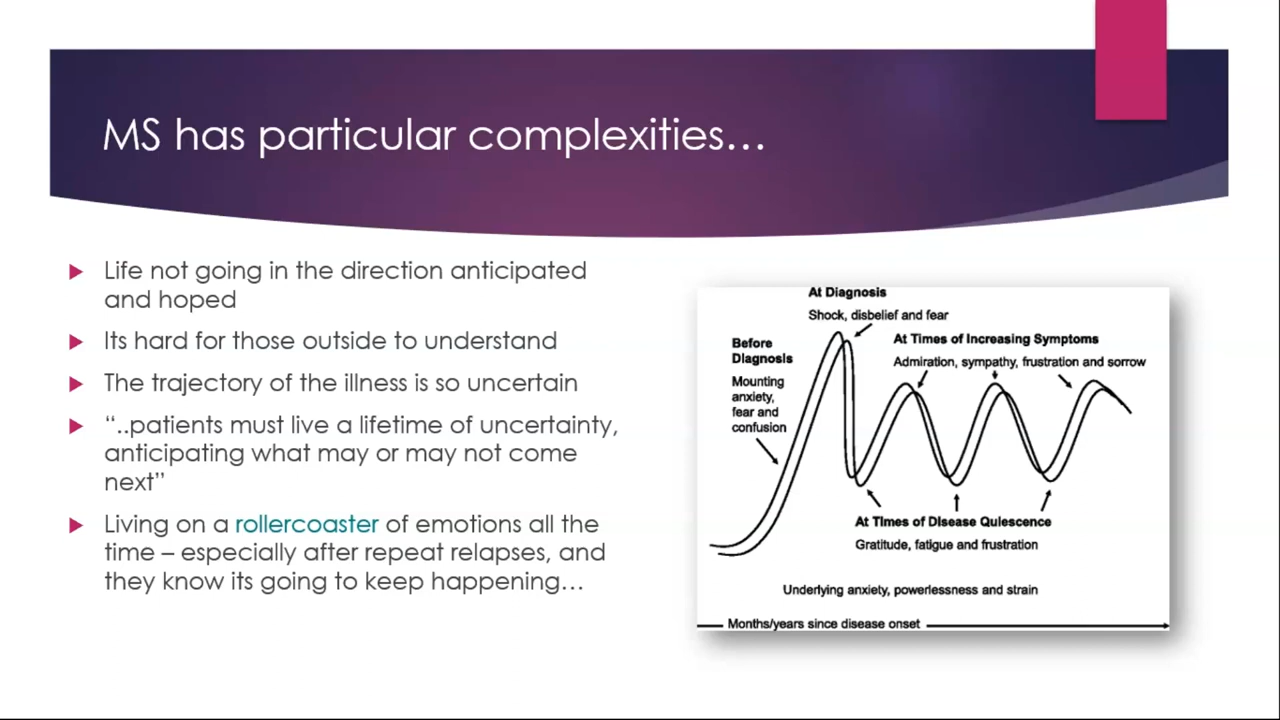 MS has particular complexities…
Life not going in the direction anticipated
and hoped
Its hard for those outside to understand
The trajectory of the illness is so uncertain
“..patients must live a lifetime of uncertainty,
anticipating what may or may not come
next”
Living on a rollercoaster of emotions all the
time – especially after repeat relapses, and
they know its going to keep happening…
At Diagnosis
Shock, disbelief and fear
Before
Diagnosis
Mounting
anxiety,
fear and
confusion
At Times of Increasing Symptoms
Admiration, sympathy, frustration and sorrow
At Times of Disease Quiescence
Gratitude, fatigue and frustration
Underlying anxiety, powerlessness and strain
Months/years since disease onset